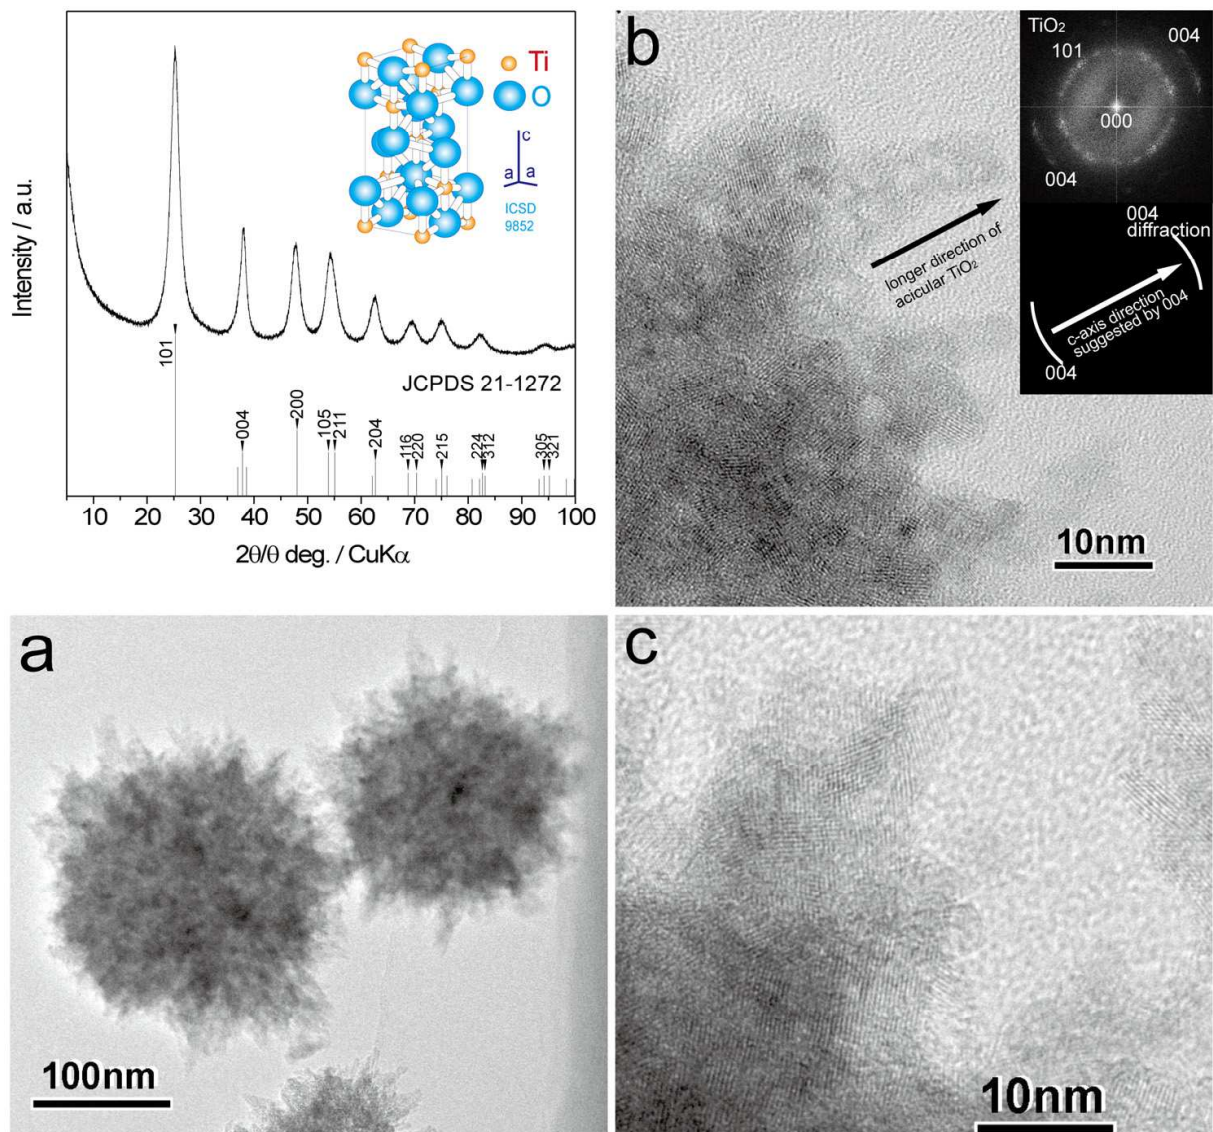 Intensity / a.u.
Ti
O
c
a a
ICSD
9852
JCPDS 21-1272
101
004
200
105
211
204
116
220
215
224
312
305
321
10 20 30 40 50 60 70 80 90 100
2θ/θ deg. / CuKα
b
TiO2
101
004
000
004
004
diffraction
c-axis direction
suggested by 004
004
longer direction of
acicular TiO2
10nm
a
100nm
c
10nm